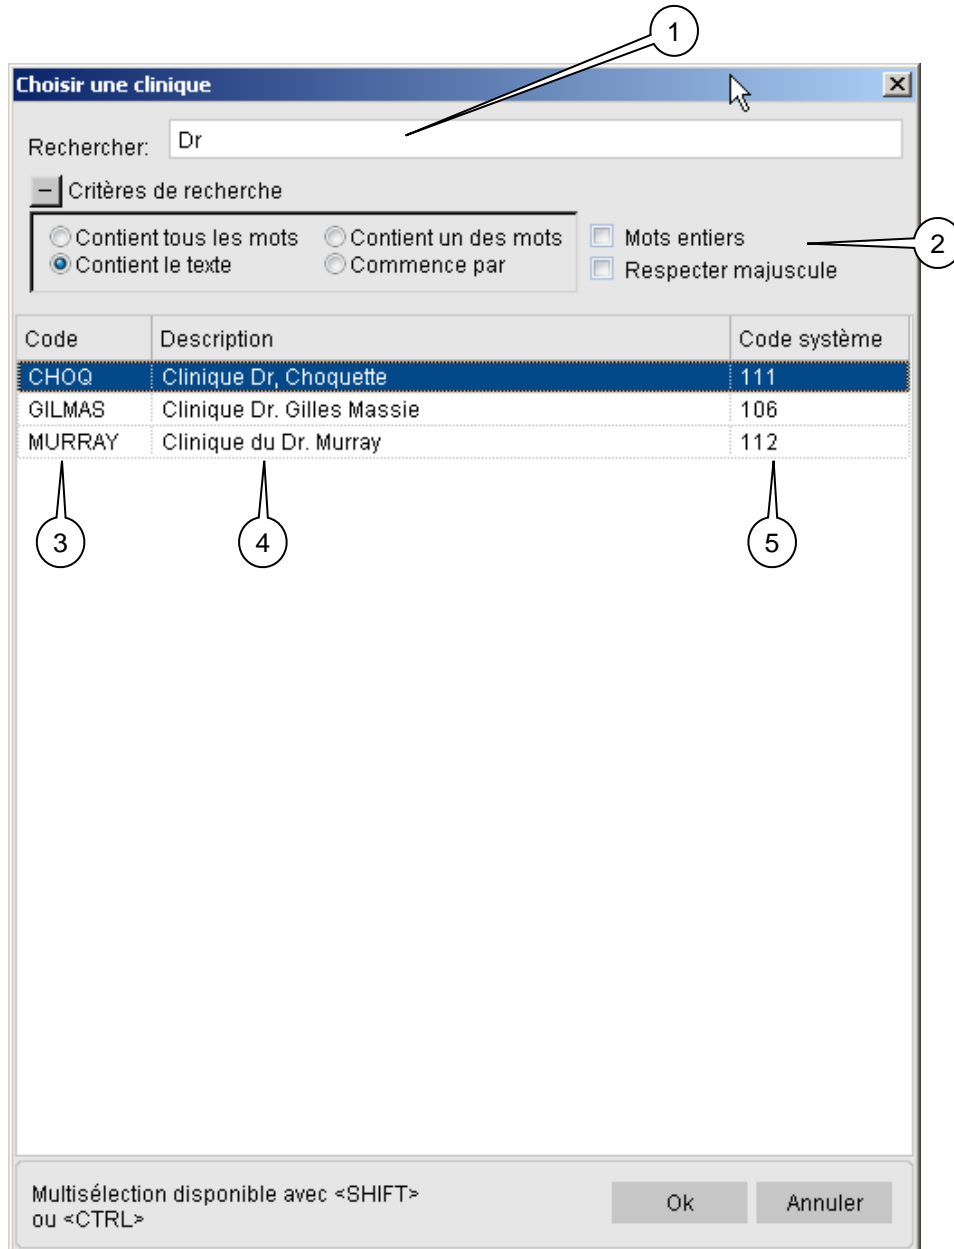 1
Choisir une clinique
Rechercher: Dr
Critères de recherche
Contient tous les mots Contient un des mots Mots entiers
Contient le texte Commence par Respecter majuscule
2
Code Description Code système
CHOQ Clinique Dr, Choquette 111
GILMAS Clinique Dr. Gilles Massie 106
MURRAY Clinique du Dr. Murray 112
3 4 5
Multisélection disponible avec <SHIFT>
ou <CTRL>
Ok Annuler